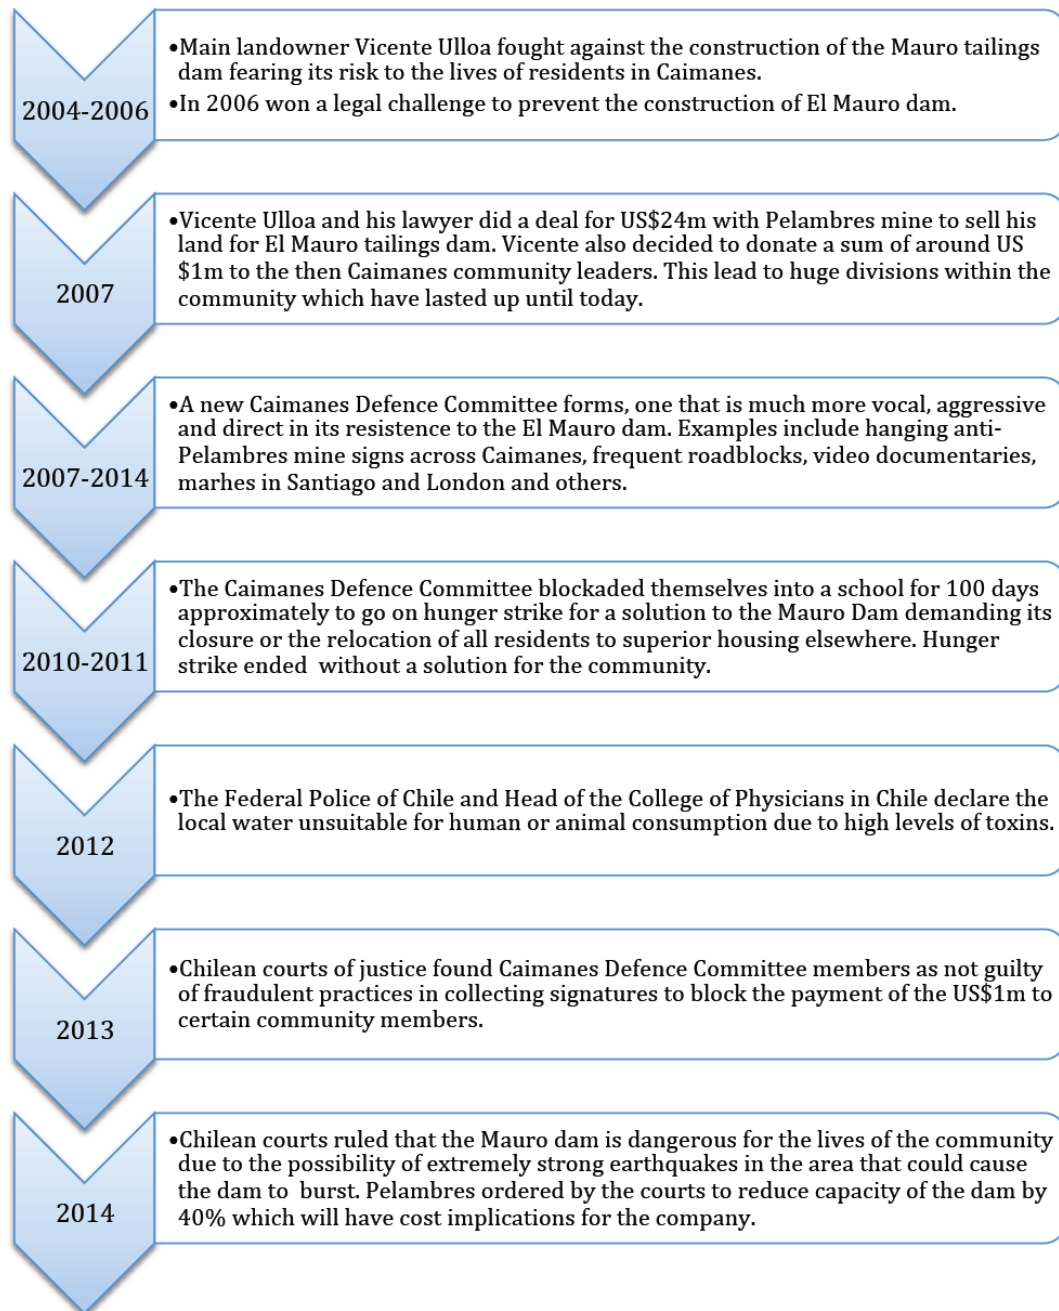 2004-2006
•Main landowner Vicente Ulloa fought against the construction of the Mauro tailings
dam fearing its risk to the lives of residents in Caimanes.
•In 2006 won a legal challenge to prevent the construction of El Mauro dam.
2007
•Vicente Ulloa and his lawyer did a deal for US$24m with Pelambres mine to sell his
land for El Mauro tailings dam. Vicente also decided to donate a sum of around US
$1m to the then Caimanes community leaders. This lead to huge divisions within the
community which have lasted up until today.
2007-2014
•A new Caimanes Defence Committee forms, one that is much more vocal, aggressive
and direct in its resistence to the El Mauro dam. Examples include hanging anti-
Pelambres mine signs across Caimanes, frequent roadblocks, video documentaries,
marhes in Santiago and London and others.
2010-2011
•The Caimanes Defence Committee blockaded themselves into a school for 100 days
approximately to go on hunger strike for a solution to the Mauro Dam demanding its
closure or the relocation of all residents to superior housing elsewhere. Hunger
strike ended  without a solution for the community.
2012
•The Federal Police of Chile and Head of the College of Physicians in Chile declare the
local water unsuitable for human or animal consumption due to high levels of toxins.
2013
•Chilean courts of justice found Caimanes Defence Committee members as not guilty
of fraudulent practices in collecting signatures to block the payment of the US$1m to
certain community members.
2014
•Chilean courts ruled that the Mauro dam is dangerous for the lives of the community
due to the possibility of extremely strong earthquakes in the area that could cause
the dam to  burst. Pelambres ordered by the courts to reduce capacity of the dam by
40% which will have cost implications for the company.